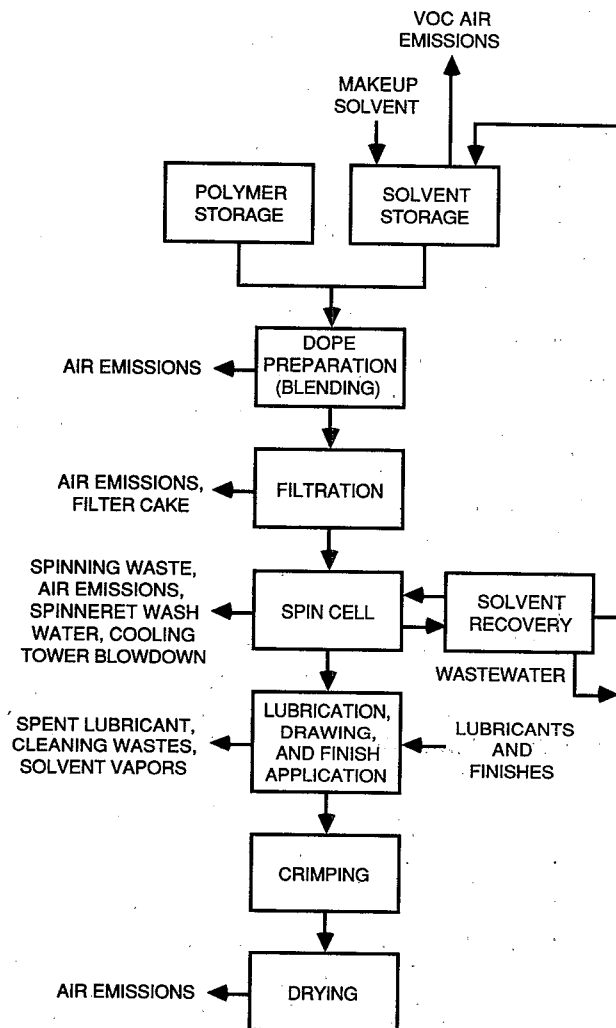 VOC AIR
EMISSIONS
MAKEUP
SOLVENT
POLYMER
STORAGE
SOLVENT
STORAGE
DOPE
PREPARATION
(BLENDING)
AIR EMISSIONS
AIR EMISSIONS,
FILTER CAKE
FILTRATION
SPINNING WASTE,
AIR EMISSIONS,
SPINNERET WASH
WATER, COOLING
TOWER BLOWDOWN
SPIN CELL
SOLVENT
RECOVERY
WASTEWATER
SPENT LUBRICANT,
CLEANING WASTES,
SOLVENT VAPORS
LUBRICATION,
DRAWING,
AND FINISH
APPLICATION
LUBRICANTS
AND
FINISHES
CRIMPING
AIR EMISSIONS
DRYING